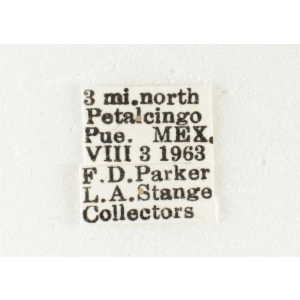 3 mi.north
Petalcingo
Pue. MEX.
VIII 3 1963
F.D.Parker
L.A.Stange
Collectors